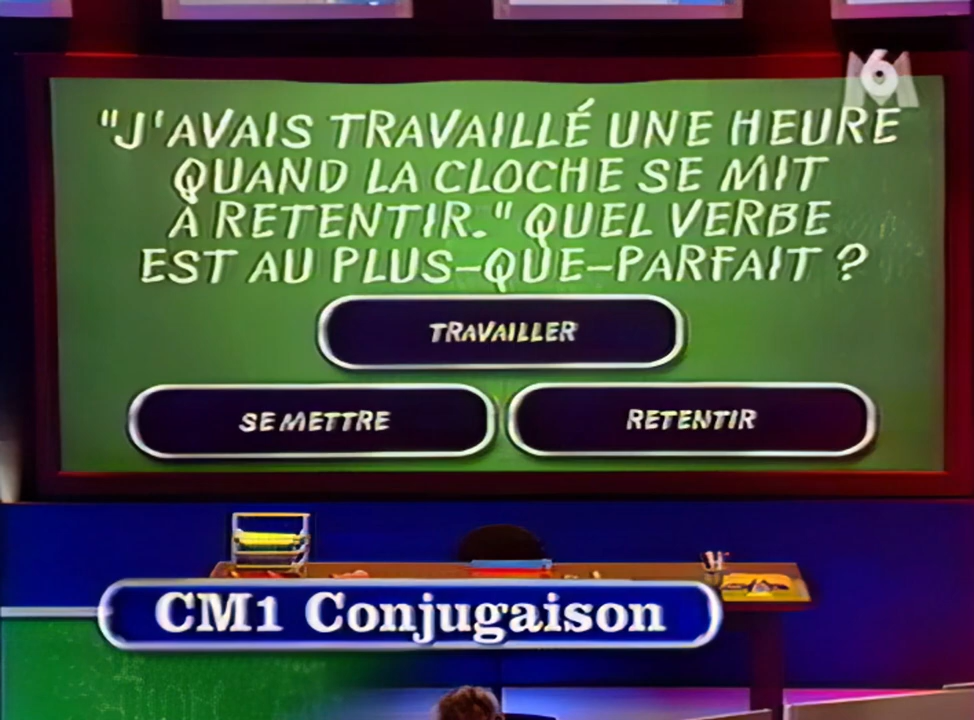 M6
"J'AVAIS TRAVAILLÉ UNE HEURE
QUAND LA CLOCHE SE MIT
À RETENTIR." QUEL VERBE
EST AU PLUS-QUE-PARFAIT ?
TRAVAILLER
SE METTRE
RETENTIR
CM1 Conjugaison